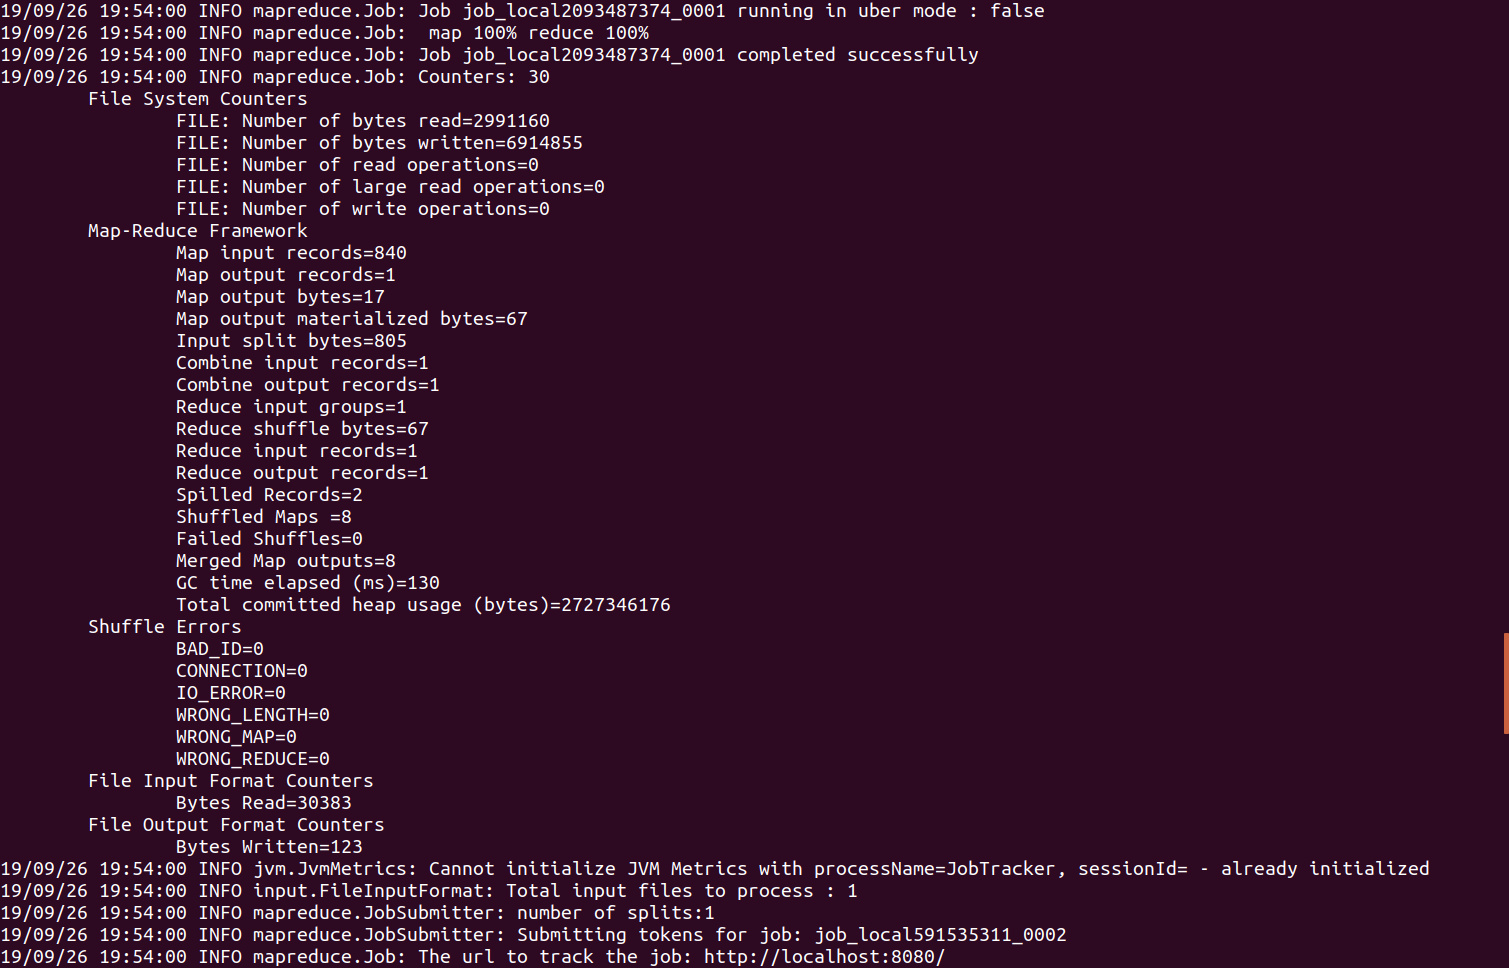 19/09/26 19:54:00 INFO mapreduce.Job: Job job_local2093487374_0001 running in uber mode : false
19/09/26 19:54:00 INFO mapreduce.Job:  map 100% reduce 100%
19/09/26 19:54:00 INFO mapreduce.Job: Job job_local2093487374_0001 completed successfully
19/09/26 19:54:00 INFO mapreduce.Job: Counters: 30
File System Counters
FILE: Number of bytes read=2991160
FILE: Number of bytes written=6914855
FILE: Number of read operations=0
FILE: Number of large read operations=0
FILE: Number of write operations=0
Map-Reduce Framework
Map input records=840
Map output records=1
Map output bytes=17
Map output materialized bytes=67
Input split bytes=805
Combine input records=1
Combine output records=1
Reduce input groups=1
Reduce shuffle bytes=67
Reduce input records=1
Reduce output records=1
Spilled Records=2
Shuffled Maps =8
Failed Shuffles=0
Merged Map outputs=8
GC time elapsed (ms)=130
Total committed heap usage (bytes)=2727346176
Shuffle Errors
BAD_ID=0
CONNECTION=0
IO_ERROR=0
WRONG_LENGTH=0
WRONG_MAP=0
WRONG_REDUCE=0
File Input Format Counters
Bytes Read=30383
File Output Format Counters
Bytes Written=123
19/09/26 19:54:00 INFO jvm.JvmMetrics: Cannot initialize JVM Metrics with processName=JobTracker, sessionId= - already initialized
19/09/26 19:54:00 INFO input.FileInputFormat: Total input files to process : 1
19/09/26 19:54:00 INFO mapreduce.JobSubmitter: number of splits:1
19/09/26 19:54:00 INFO mapreduce.JobSubmitter: Submitting tokens for job: job_local591535311_0002
19/09/26 19:54:00 INFO mapreduce.Job: The url to track the job: http://localhost:8080/